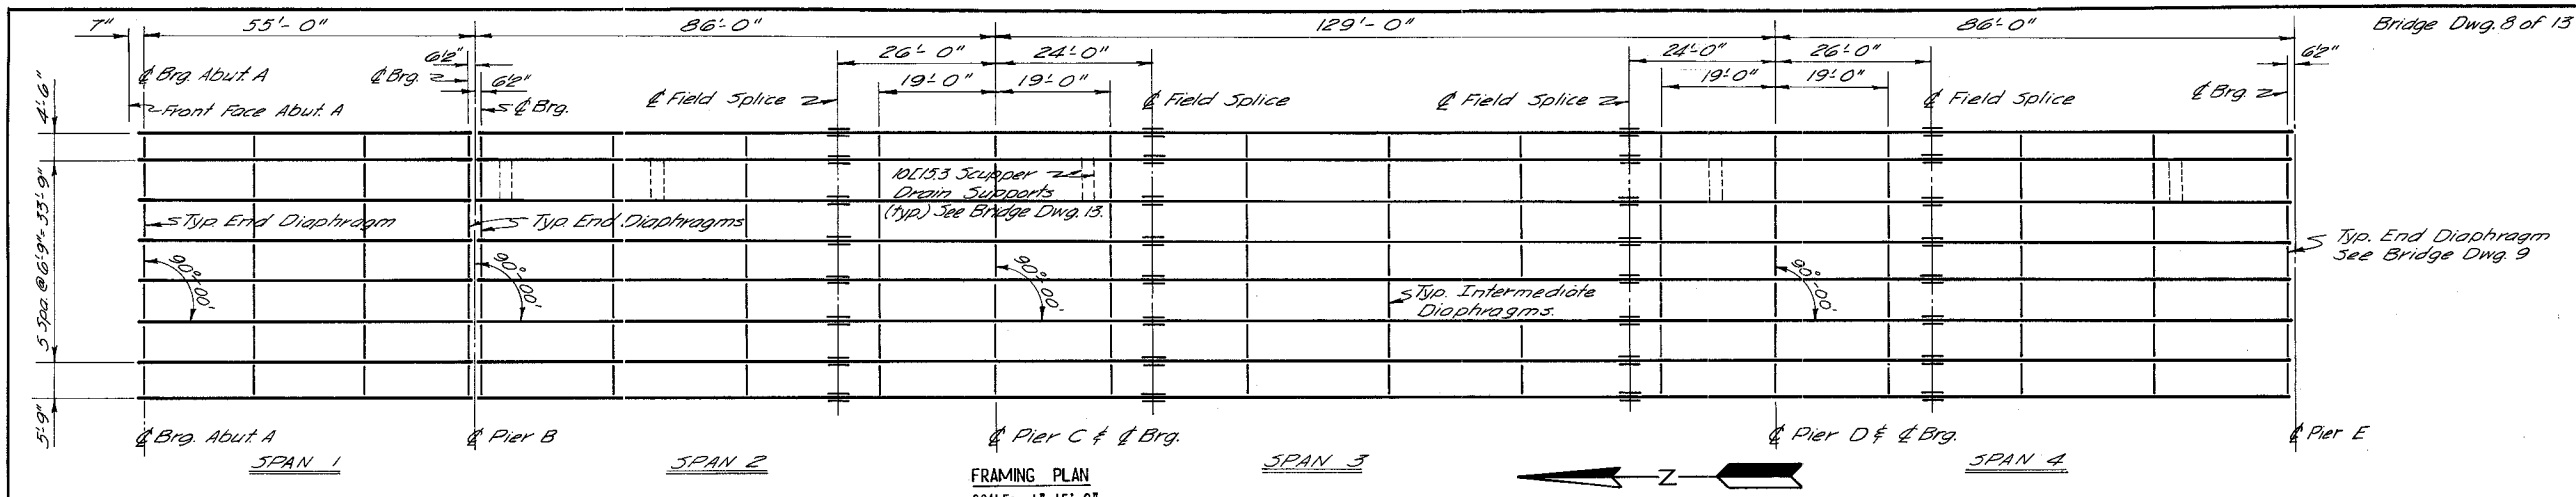 7" 55'-0" 86'-0" 129'-0" 86'-0" Bridge Dwg. 8 of 13
26'-0" 24'-0" 24'-0" 26'-0"
6½" 6½"
℄ Brg. Abut. A ℄ Brg. 6½" 19'-0" 19'-0" 19'-0" 19'-0"
4'-6" Front Face Abut. A ℄ Brg. ℄ Field Splice ℄ Field Splice ℄ Field Splice ℄ Field Splice ℄ Brg.
10[15.3 Scupper
Drain Supports
(typ.) See Bridge Dwg. 13.
Typ. End Diaphragm Typ. End Diaphragms
Typ. End Diaphragm
See Bridge Dwg. 9
5 Spa. @ 6'-9" = 33'-9"
90°-00' 90°-00' 90°-00' 90°-00'
Typ. Intermediate
Diaphragms.
5'-9"
℄ Brg. Abut. A ℄ Pier B ℄ Pier C & ℄ Brg. ℄ Pier D & ℄ Brg. ℄ Pier E
SPAN 1 SPAN 2 SPAN 3 SPAN 4
FRAMING PLAN
Z